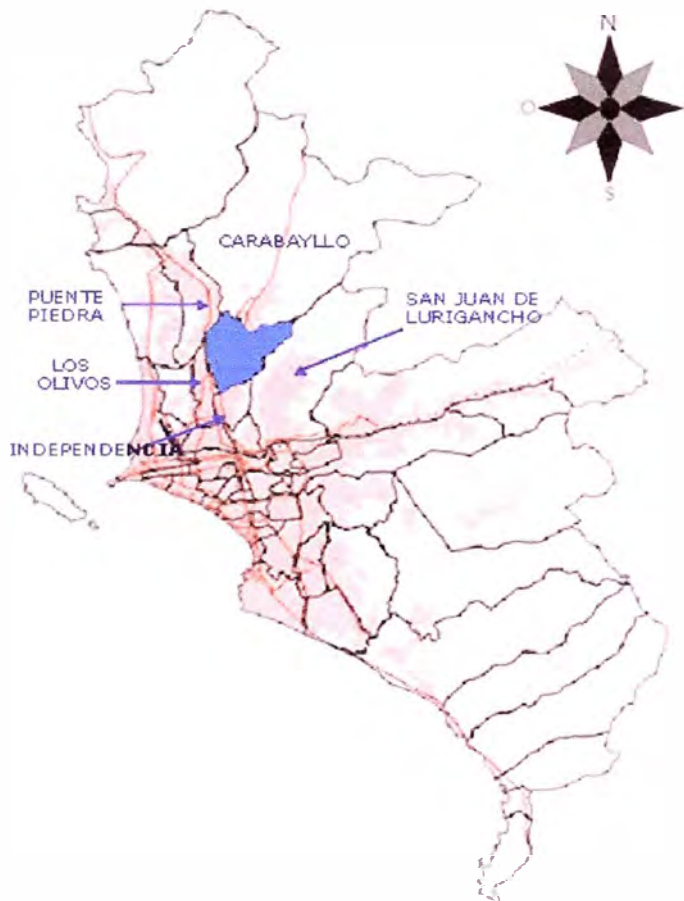 N
O
S
CARABAYLLO
PUENTE
PIEDRA
SAN JUAN DE
LURIGANCHO
LOS
OLIVOS
INDEPENDENCIA